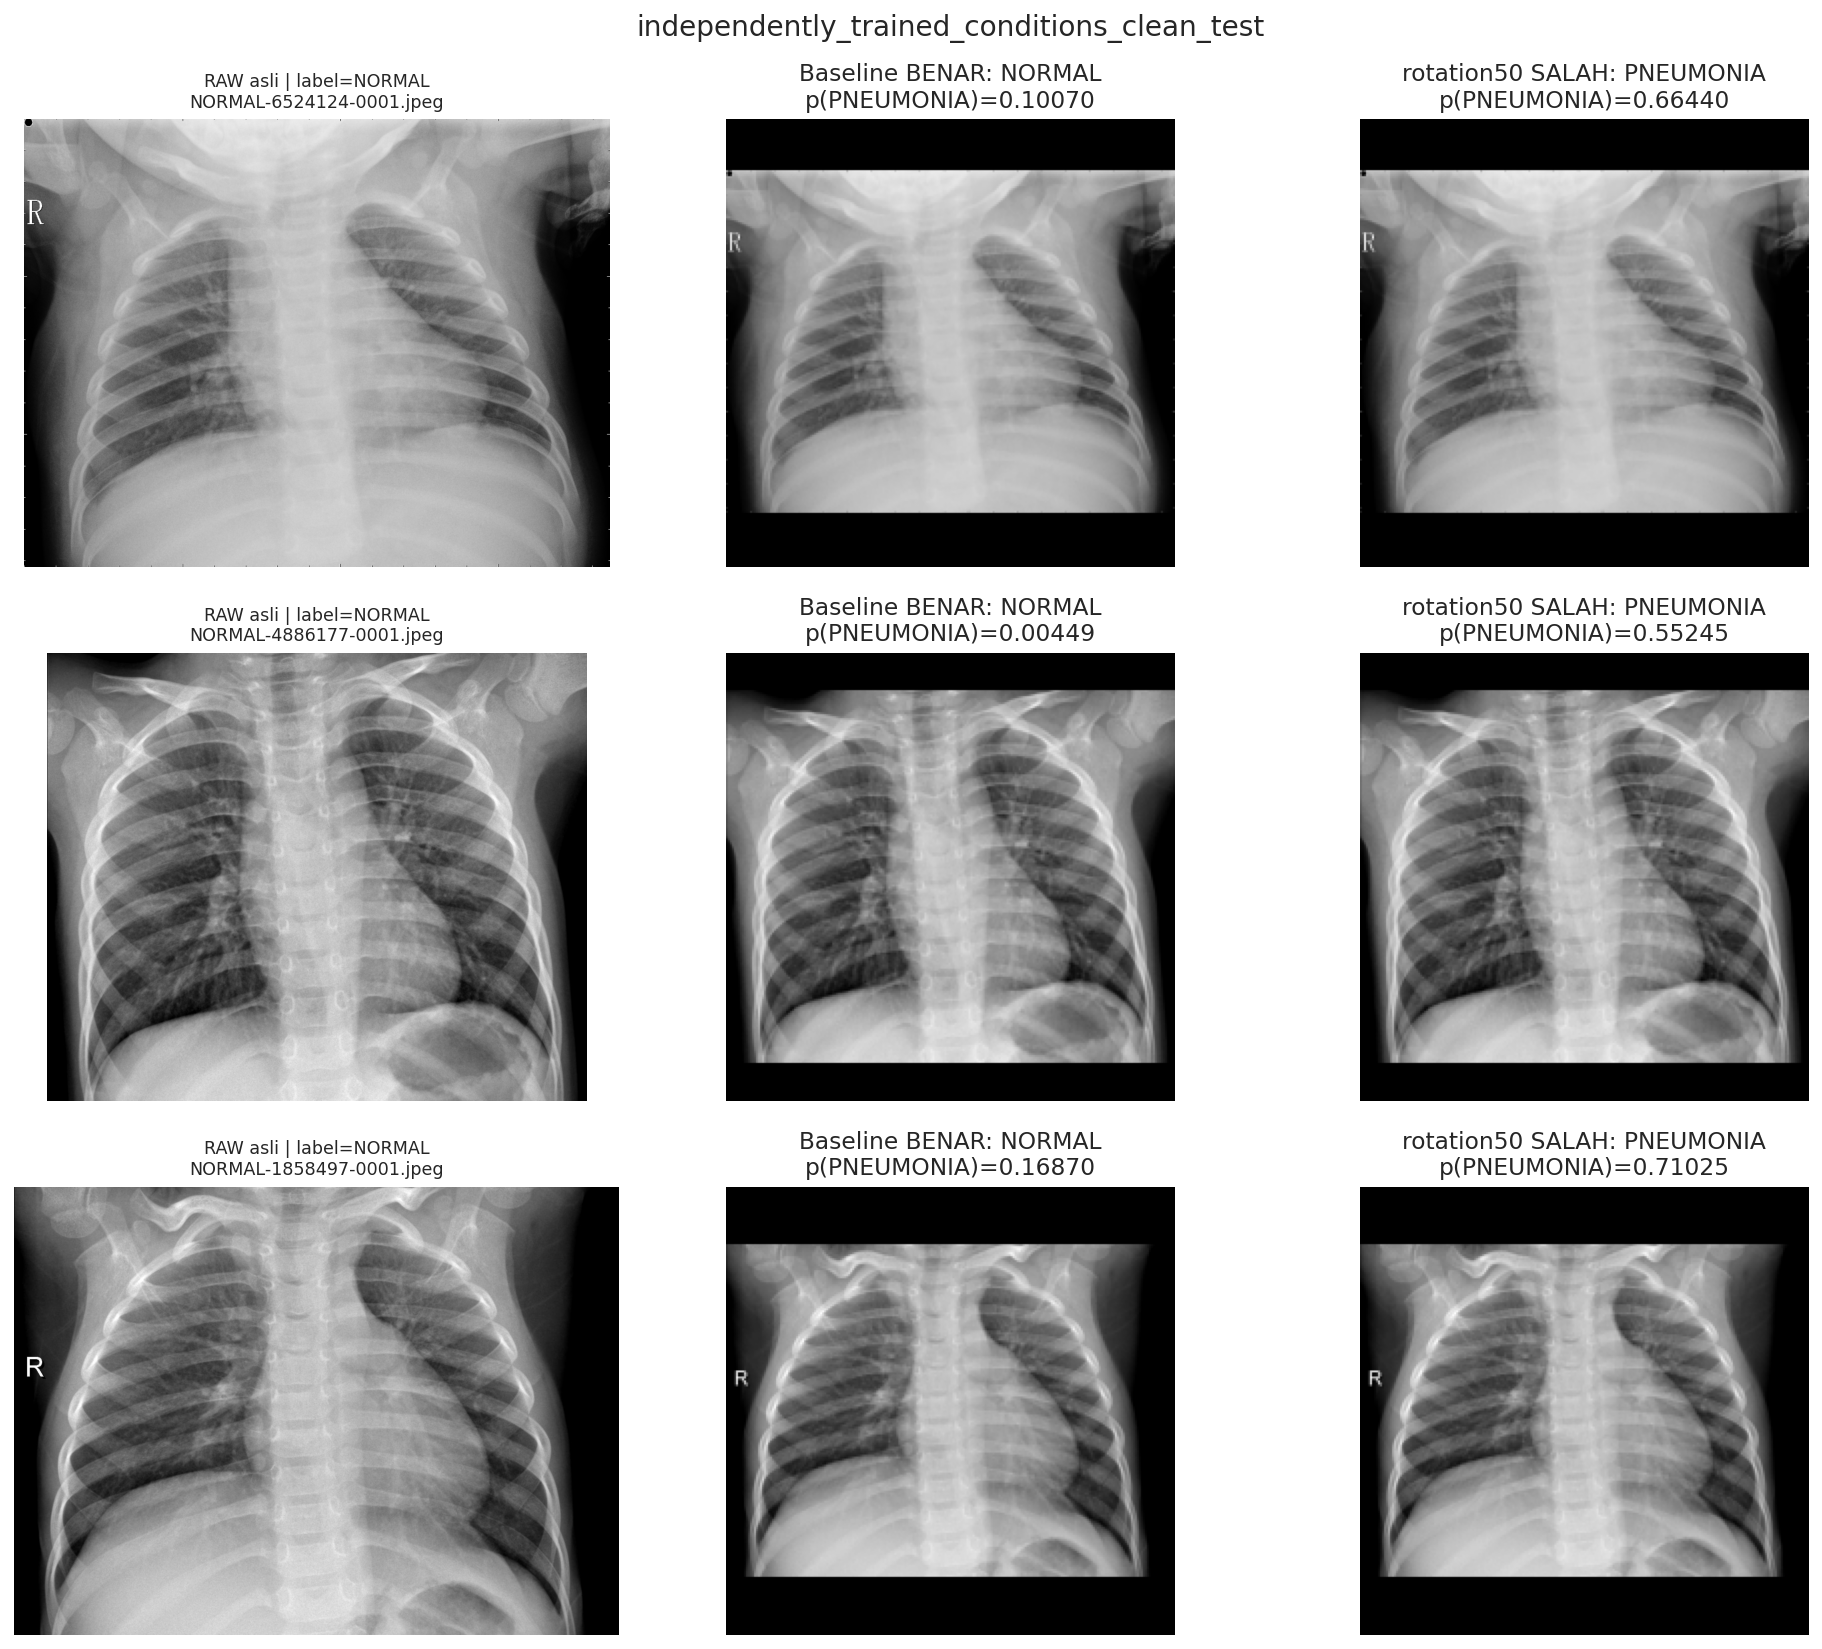 independently_trained_conditions_clean_test
RAW asli | label=NORMAL
NORMAL-6524124-0001.jpeg
Baseline BENAR: NORMAL
p(PNEUMONIA)=0.10070
rotation50 SALAH: PNEUMONIA
p(PNEUMONIA)=0.66440
R
R
R
RAW asli | label=NORMAL
NORMAL-4886177-0001.jpeg
Baseline BENAR: NORMAL
p(PNEUMONIA)=0.00449
rotation50 SALAH: PNEUMONIA
p(PNEUMONIA)=0.55245
RAW asli | label=NORMAL
NORMAL-1858497-0001.jpeg
Baseline BENAR: NORMAL
p(PNEUMONIA)=0.16870
rotation50 SALAH: PNEUMONIA
p(PNEUMONIA)=0.71025
R
R
R